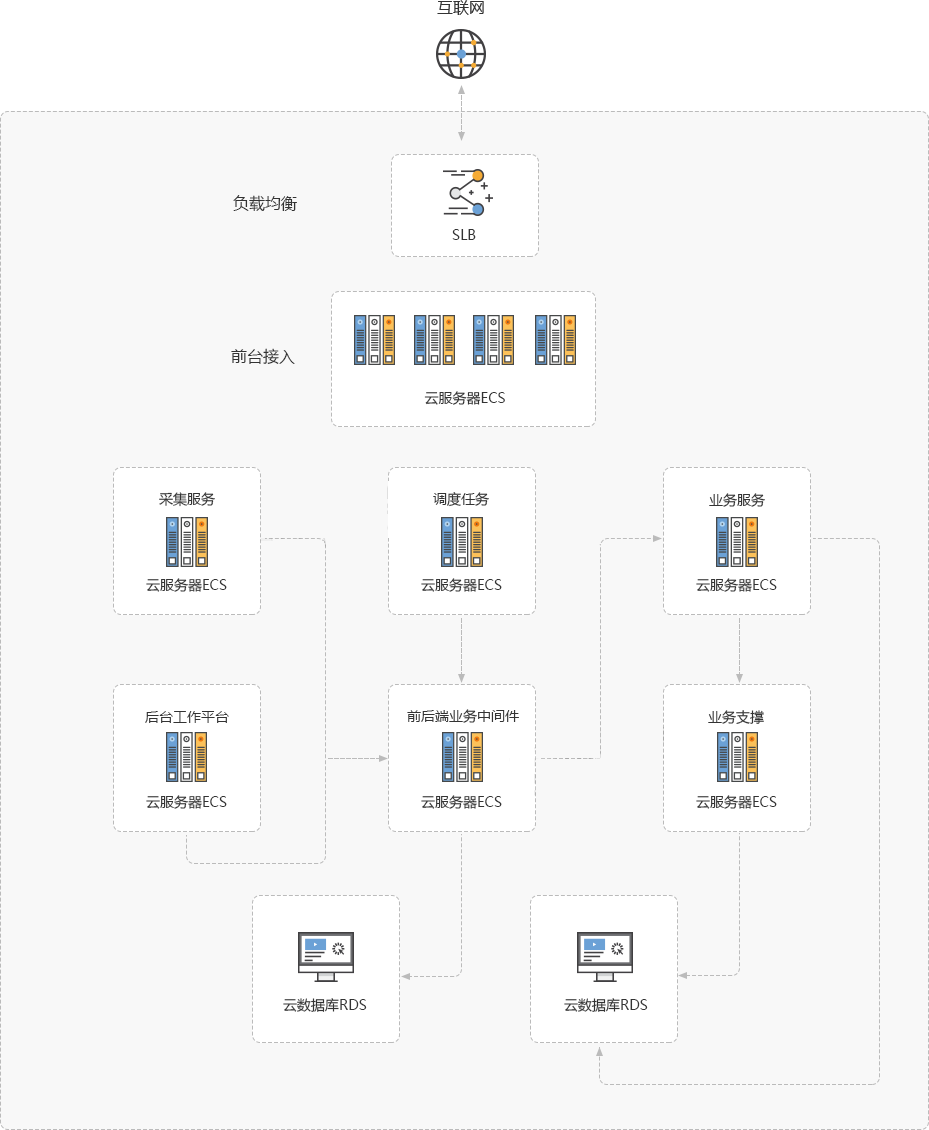 互联网
负载均衡
SLB
前台接入
云服务器ECS
采集服务
云服务器ECS
调度任务
云服务器ECS
业务服务
云服务器ECS
后台工作平台
云服务器ECS
前后端业务中间件
云服务器ECS
业务支撑
云服务器ECS
云数据库RDS
云数据库RDS